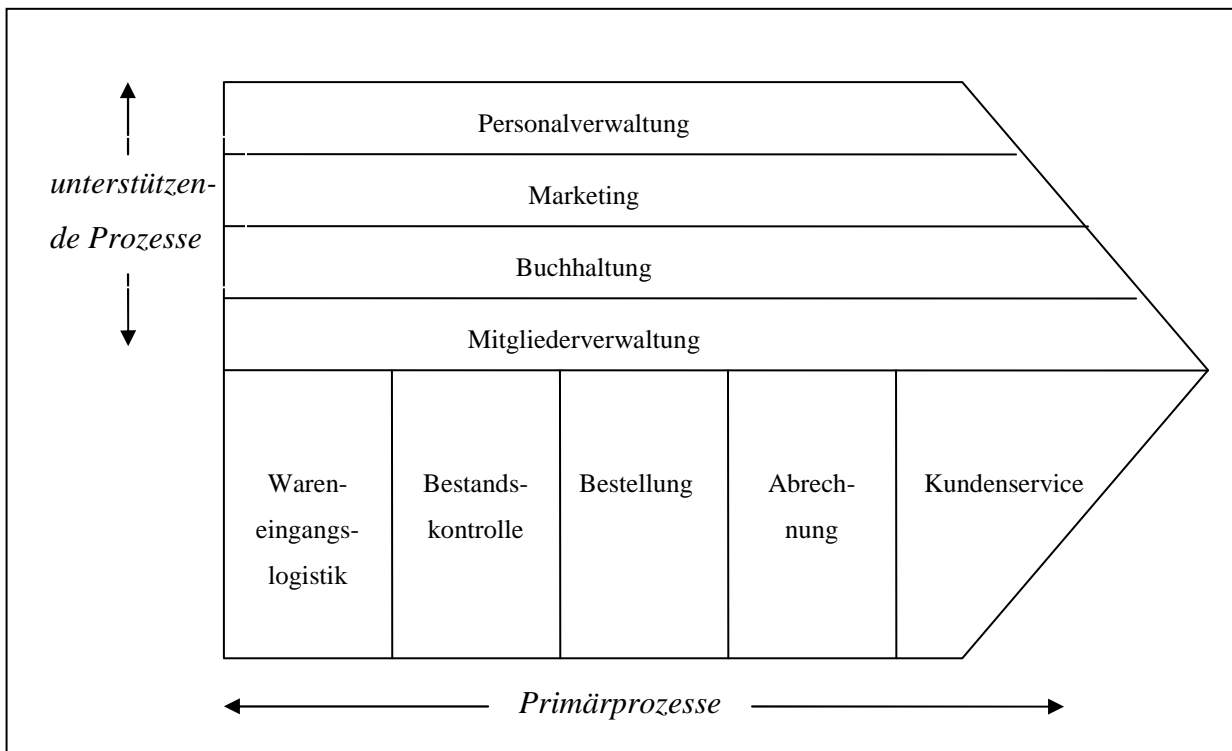 Personalverwaltung
unterstützen-
de Prozesse
Marketing
Buchhaltung
Mitgliederverwaltung
Waren-
eingangs-
logistik
Bestands-
kontrolle
Bestellung
Abrech-
nung
Kundenservice
Primärprozesse